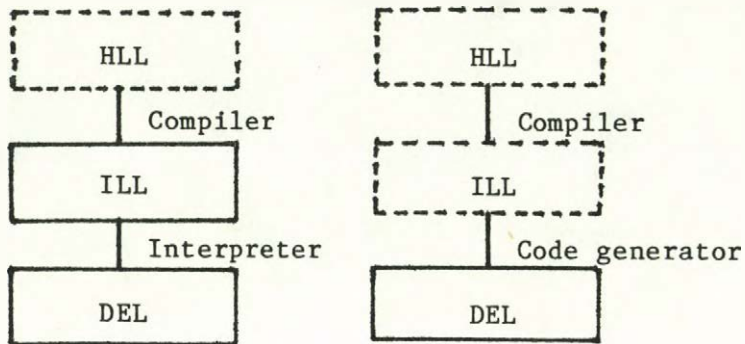 HLL HLL
Compiler Compiler
ILL ILL
Interpreter Code generator
DEL DEL